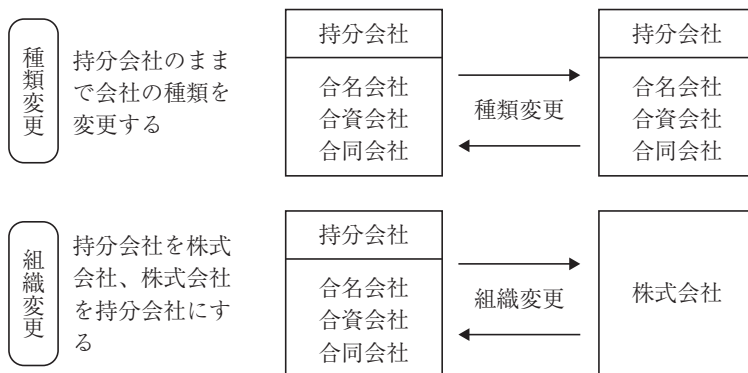 種類変更
持分会社のまま
で会社の種類を
変更する
持分会社
合名会社
合資会社
合同会社
種類変更
持分会社
合名会社
合資会社
合同会社
組織変更
持分会社を株式
会社、株式会社
を持分会社にす
る
持分会社
合名会社
合資会社
合同会社
組織変更
株式会社